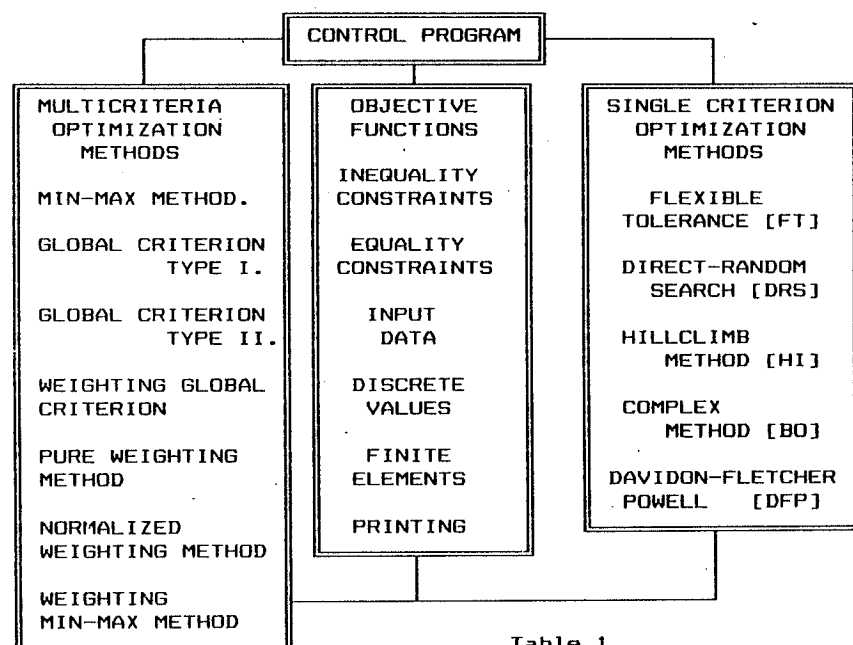 CONTROL PROGRAM
MULTICRITERIA
OPTIMIZATION
METHODS
MIN-MAX METHOD.
GLOBAL CRITERION
TYPE I.
GLOBAL CRITERION
TYPE II.
WEIGHTING GLOBAL
CRITERION
PURE WEIGHTING
METHOD
NORMALIZED
WEIGHTING METHOD
WEIGHTING
MIN-MAX METHOD
OBJECTIVE
FUNCTIONS
INEQUALITY
CONSTRAINTS
EQUALITY
CONSTRAINTS
INPUT
DATA
DISCRETE
VALUES
FINITE
ELEMENTS
PRINTING
SINGLE CRITERION
OPTIMIZATION
METHODS
FLEXIBLE
TOLERANCE [FT]
DIRECT-RANDOM
SEARCH [DRS]
HILLCLIMB
METHOD [HI]
COMPLEX
METHOD [BO]
DAVIDON-FLETCHER
POWELL [DFP]
Table 1